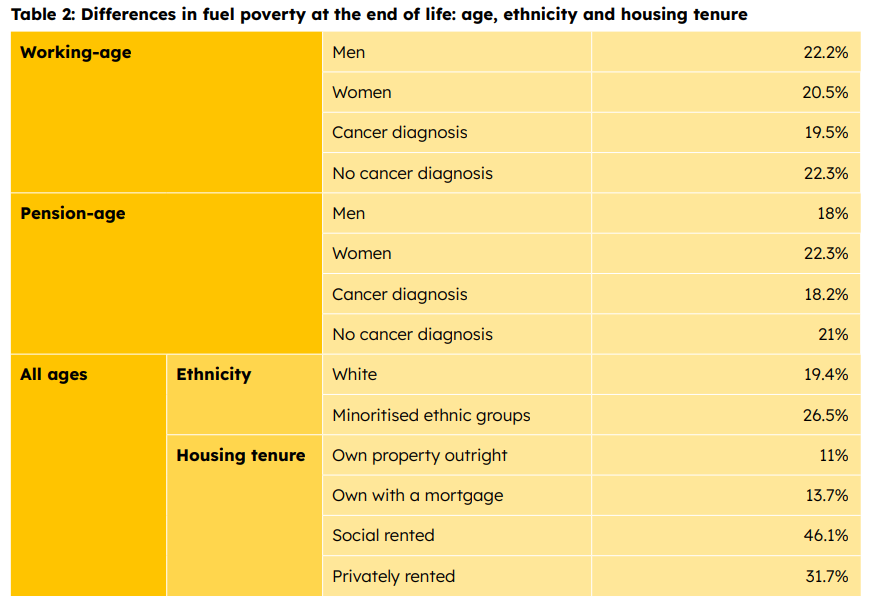 Table 2: Differences in fuel poverty at the end of life: age, ethnicity and housing tenure
Working-age Men 22.2%
Women 20.5%
Cancer diagnosis 19.5%
No cancer diagnosis 22.3%
Pension-age Men 18%
Women 22.3%
Cancer diagnosis 18.2%
No cancer diagnosis 21%
All ages Ethnicity White 19.4%
Minoritised ethnic groups 26.5%
Housing tenure Own property outright 11%
Own with a mortgage 13.7%
Social rented 46.1%
Privately rented 31.7%